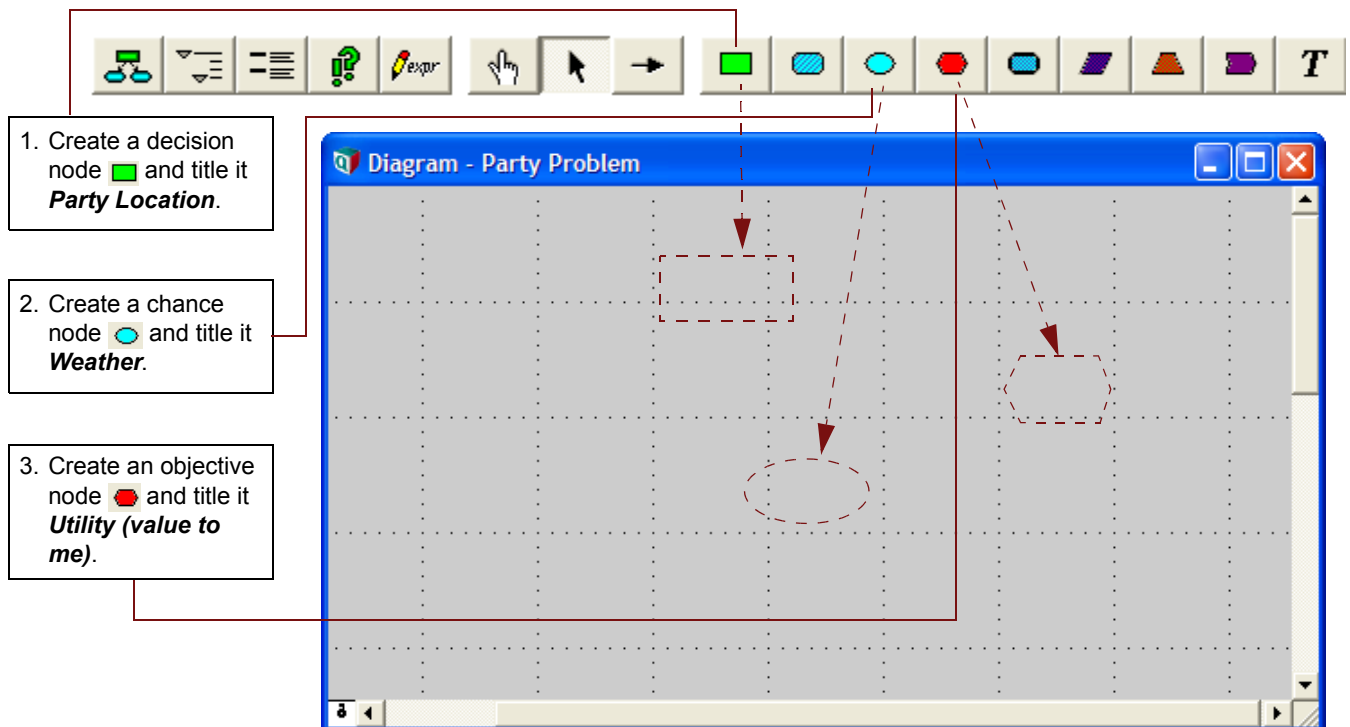 expr
T
1. Create a decision
node and title it
Party Location.
Diagram - Party Problem
2. Create a chance
node and title it
Weather.
3. Create an objective
node and title it
Utility (value to
me).